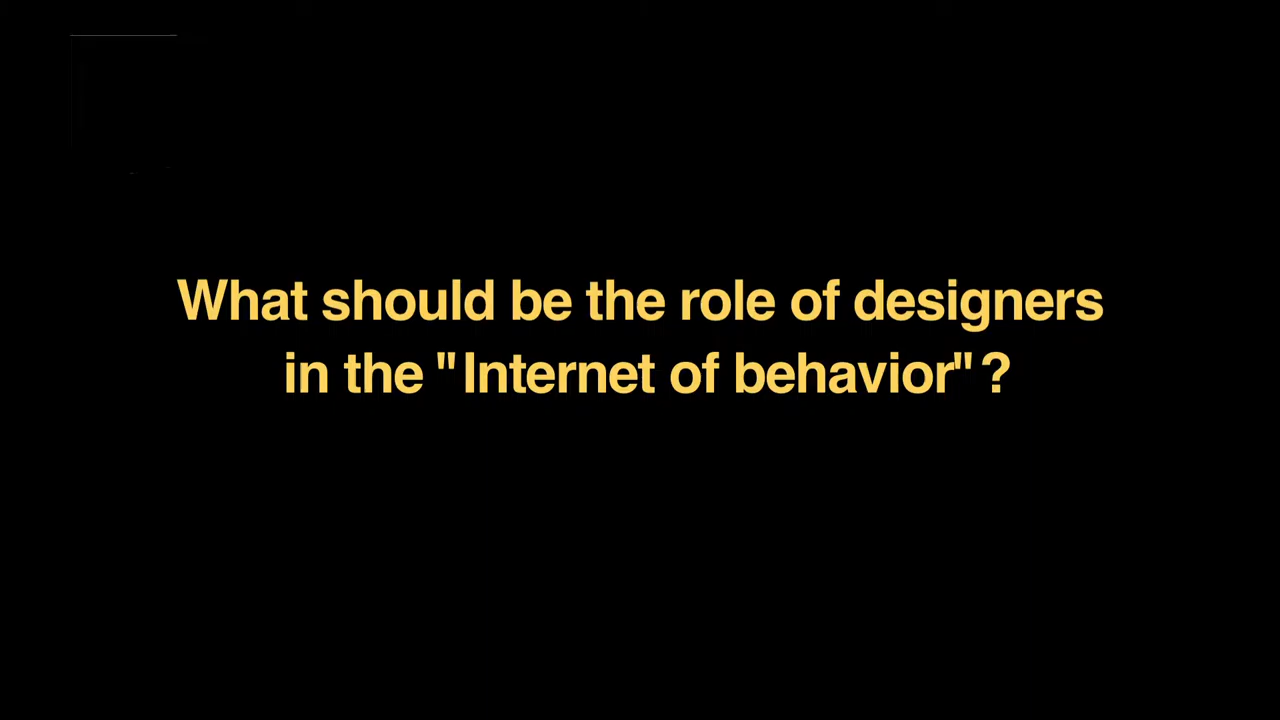 What should be the role of designers
in the "Internet of behavior"?